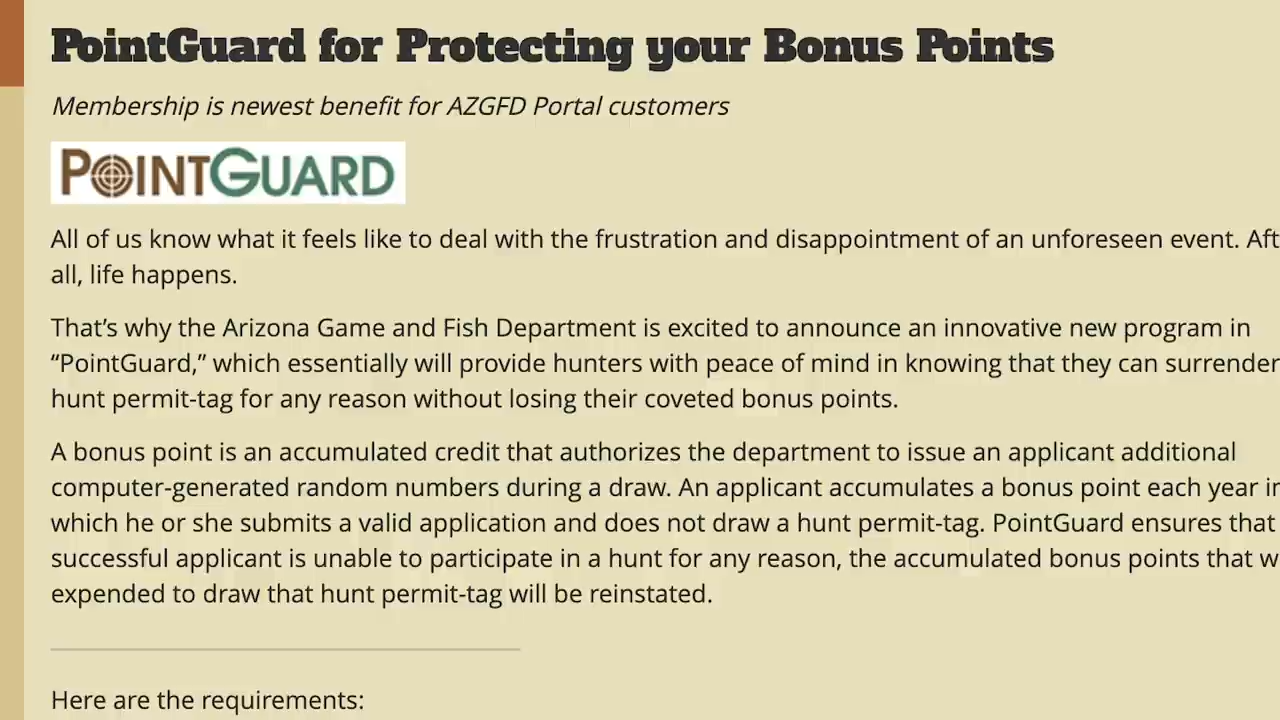 PointGuard for Protecting your Bonus Points
Membership is newest benefit for AZGFD Portal customers
POINTGUARD
All of us know what it feels like to deal with the frustration and disappointment of an unforeseen event. Aft
all, life happens.
That’s why the Arizona Game and Fish Department is excited to announce an innovative new program in
“PointGuard,” which essentially will provide hunters with peace of mind in knowing that they can surrender
hunt permit-tag for any reason without losing their coveted bonus points.
A bonus point is an accumulated credit that authorizes the department to issue an applicant additional
computer-generated random numbers during a draw. An applicant accumulates a bonus point each year in
which he or she submits a valid application and does not draw a hunt permit-tag. PointGuard ensures that
successful applicant is unable to participate in a hunt for any reason, the accumulated bonus points that w
expended to draw that hunt permit-tag will be reinstated.
Here are the requirements: